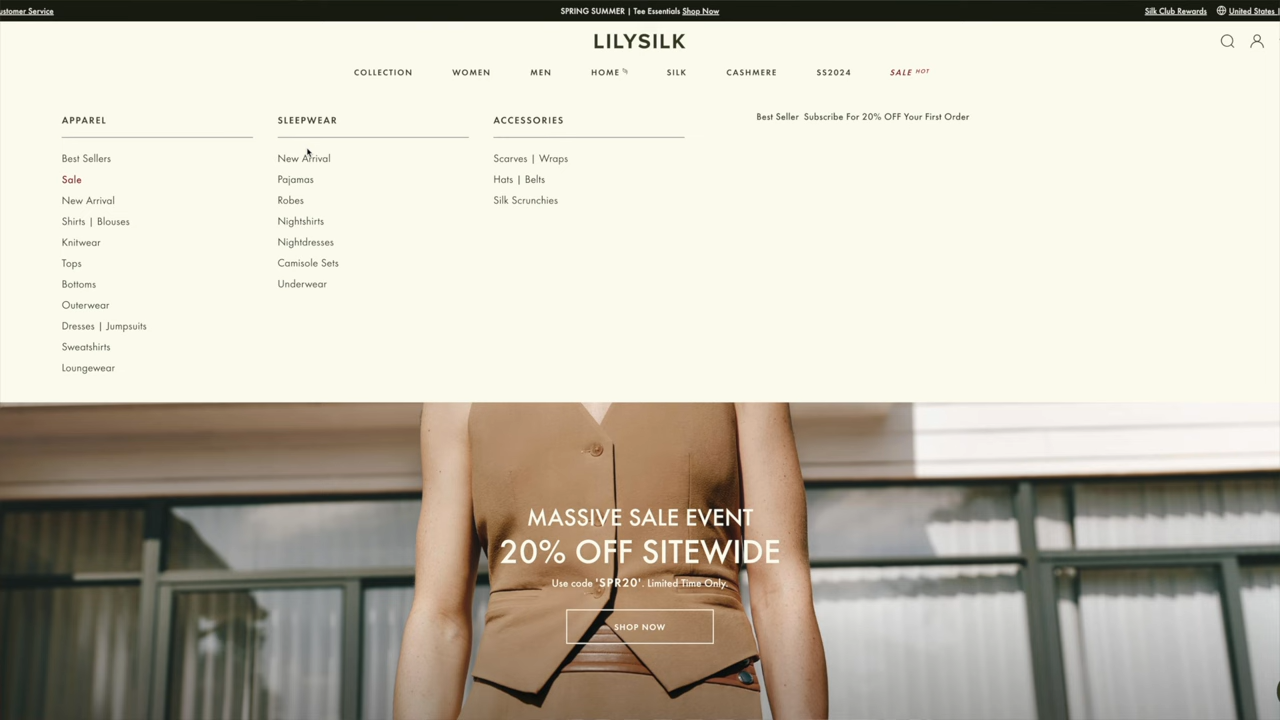 ustomer Service
SPRING SUMMER | Tee Essentials Shop Now
Silk Club Rewards
United States
LILYSILK
COLLECTION
WOMEN
MEN
HOME
SILK
CASHMERE
SS2024
SALE HOT
APPAREL
Best Sellers
Sale
New Arrival
Shirts | Blouses
Knitwear
Tops
Bottoms
Outerwear
Dresses | Jumpsuits
Sweatshirts
Loungewear
SLEEPWEAR
New Arrival
Pajamas
Robes
Nightshirts
Nightdresses
Camisole Sets
Underwear
ACCESSORIES
Scarves | Wraps
Hats | Belts
Silk Scrunchies
Best Seller Subscribe For 20% OFF Your First Order
MASSIVE SALE EVENT
20% OFF SITEWIDE
Use code 'SPR20'. Limited Time Only.
SHOP NOW